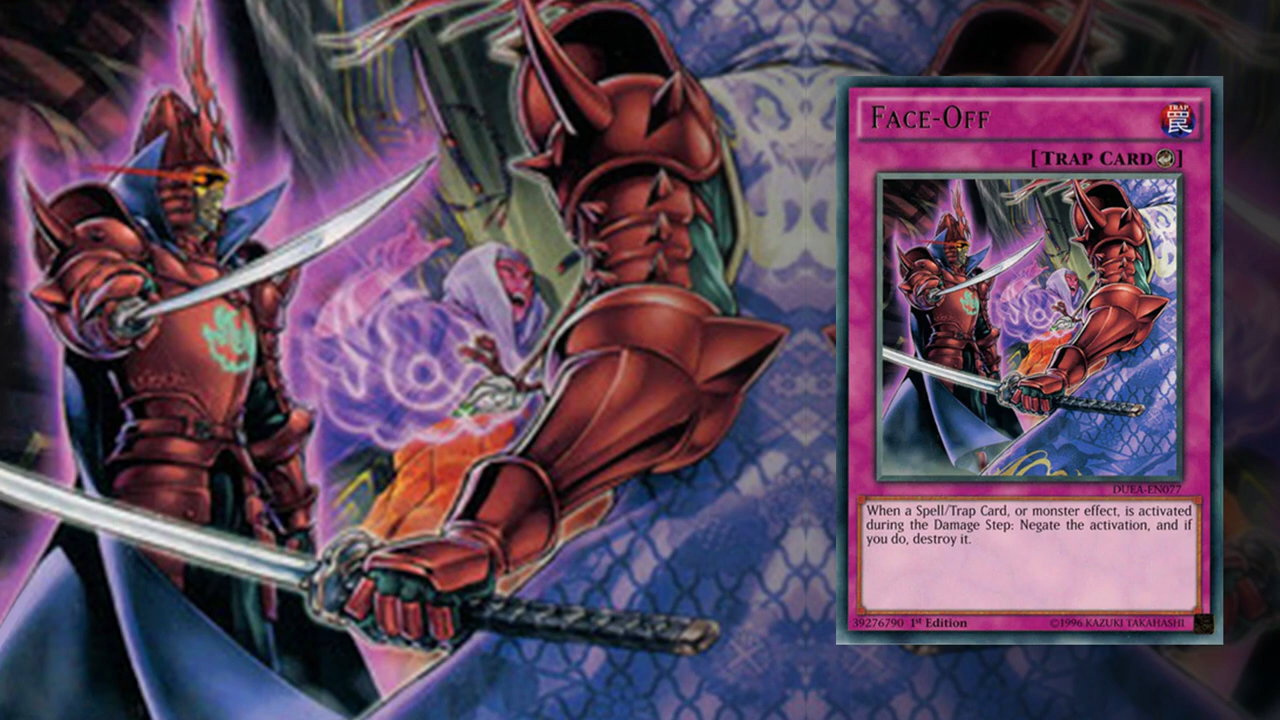 FACE-OFF
TRAP
罠
[TRAP CARD]
DUEA-EN077
When a Spell/Trap Card, or monster effect, is activated
during the Damage Step: Negate the activation, and if
you do, destroy it.
39276790 1st Edition ©1996 KAZUKI TAKAHASHI